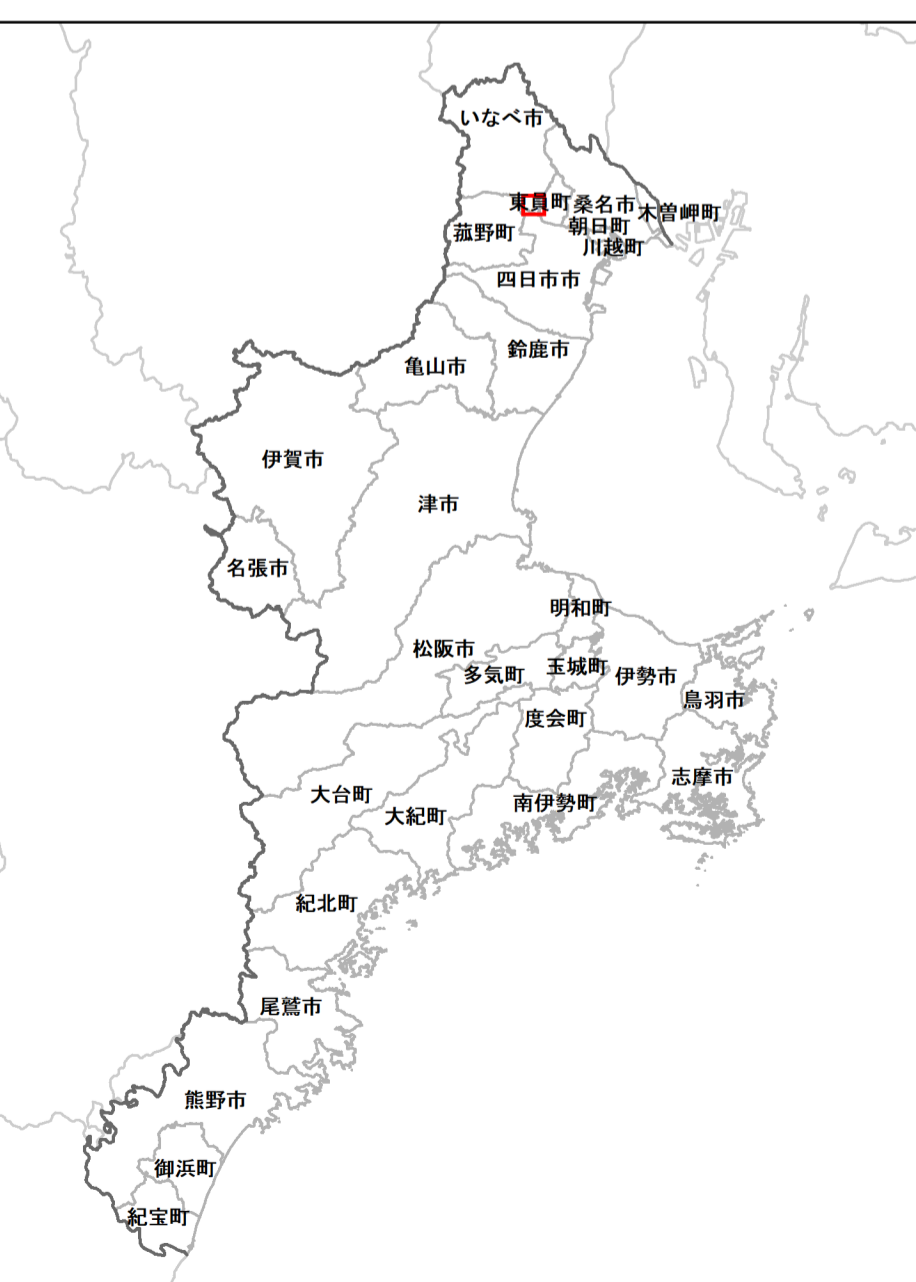 いなべ市
東員町
桑名市
木曽岬町
朝日町
菰野町
川越町
四日市市
鈴鹿市
亀山市
伊賀市
津市
名張市
明和町
松阪市
玉城町
多気町
伊勢市
鳥羽市
度会町
志摩市
大台町
南伊勢町
大紀町
紀北町
尾鷲市
熊野市
御浜町
紀宝町